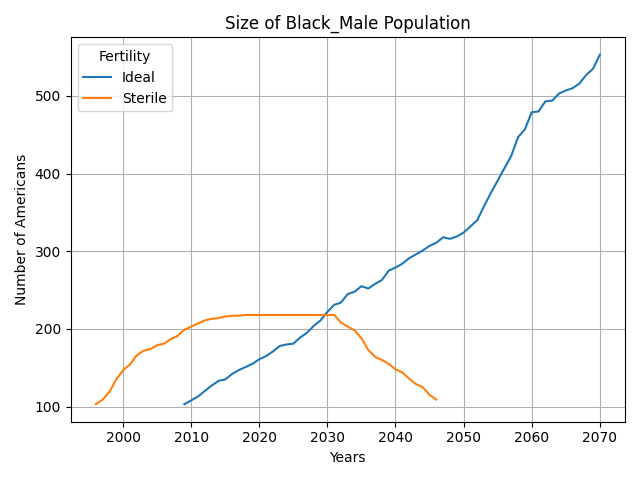 Size of Black_Male Population
Fertility
Ideal
Sterile
Number of Americans
500
400
300
200
100
2000
2010
2020
2030
2040
2050
2060
2070
Years